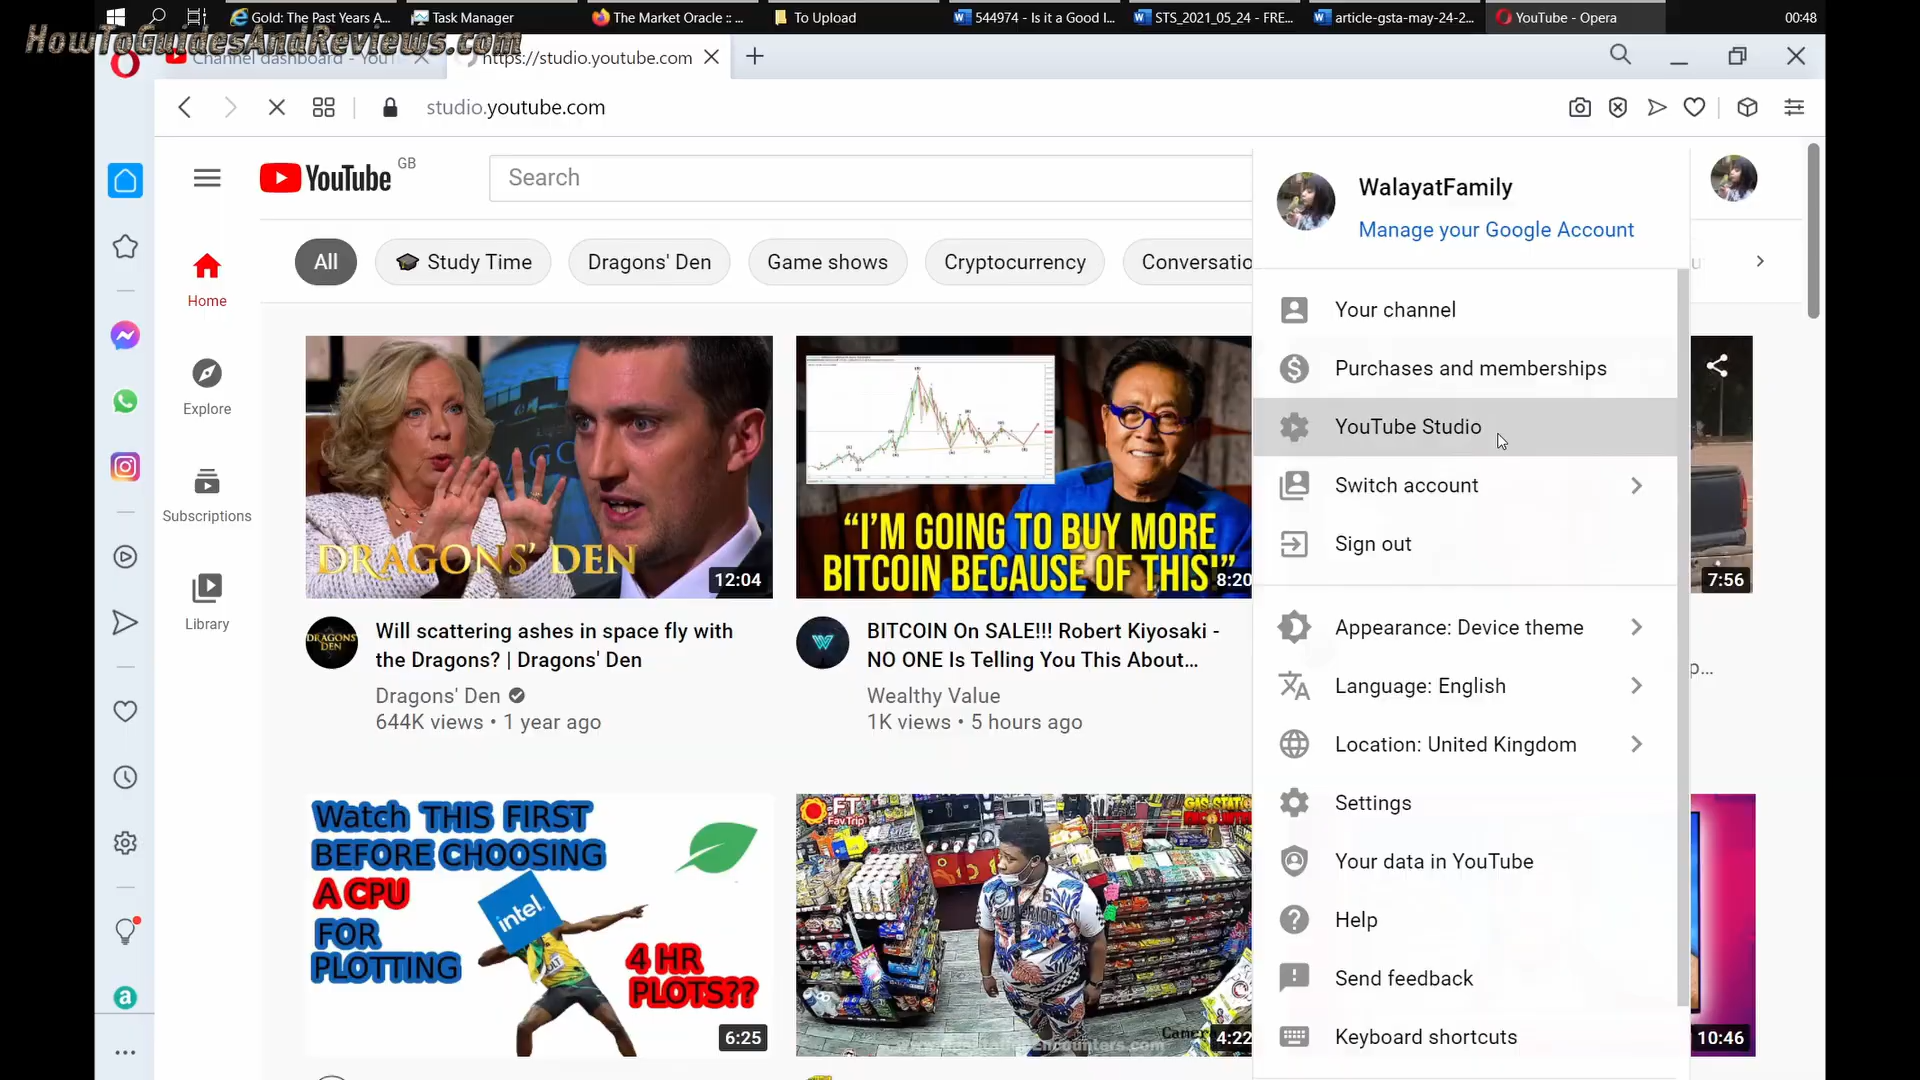 Gold: The Past Years A...
Task Manager
The Market Oracle :: ...
To Upload
544974 - Is it a Good I...
STS_2021_05_24 - FRE...
article-gsta-may-24-2...
YouTube - Opera
00:48
HowToGuidesAndReviews.com
Channel dashboard - YouT
https://studio.youtube.com
studio.youtube.com
YouTube
GB
Search
WalayatFamily
Manage your Google Account
All
Study Time
Dragons' Den
Game shows
Cryptocurrency
Conversatio
Home
Explore
Subscriptions
Library
Your channel
Purchases and memberships
YouTube Studio
Switch account
Sign out
Appearance: Device theme
Language: English
Location: United Kingdom
Settings
Your data in YouTube
Help
Send feedback
Keyboard shortcuts
DRAGONS' DEN
12:04
DRAGONS'
DEN
Will scattering ashes in space fly with
the Dragons? | Dragons' Den
Dragons' Den
644K views • 1 year ago
“I'M GOING TO BUY MORE
BITCOIN BECAUSE OF THIS!”
8:20
BITCOIN On SALE!!! Robert Kiyosaki -
NO ONE Is Telling You This About...
Wealthy Value
1K views • 5 hours ago
7:56
p...
Watch THIS FIRST
BEFORE CHOOSING
A CPU
FOR
PLOTTING
intel
4 HR
PLOTS??
6:25
FT
FavTrip
GAS STATION
SUPERIOR
4:22
10:46